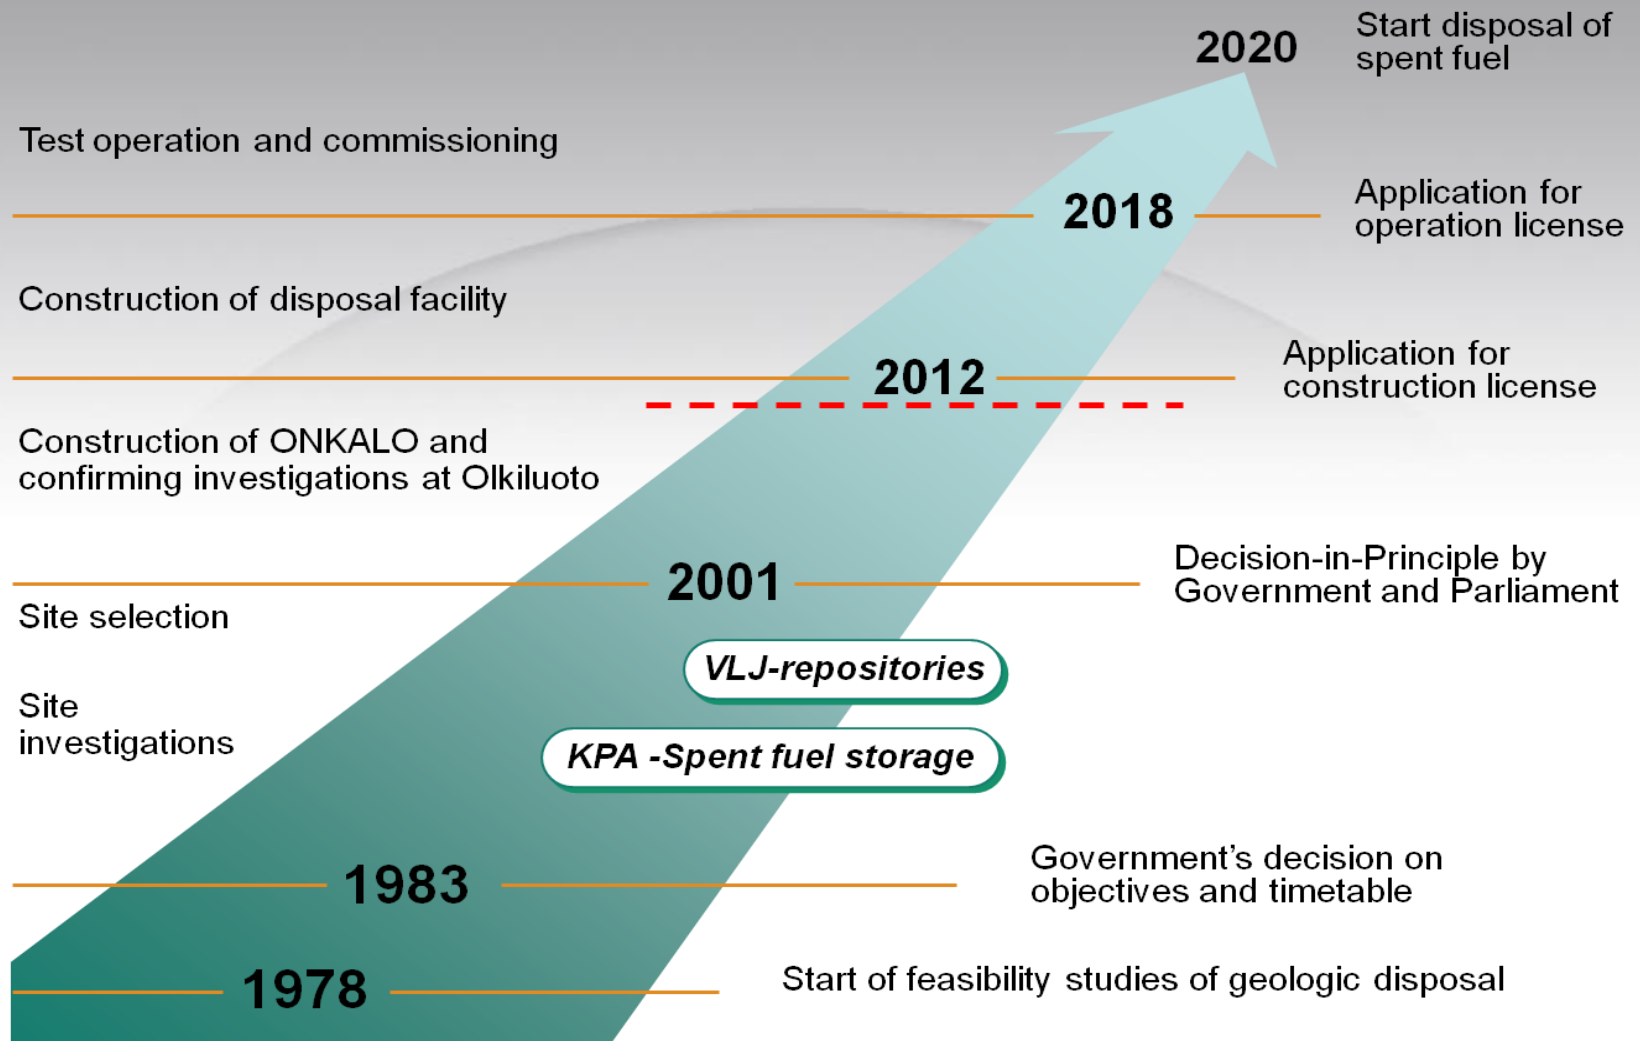 2020
Start disposal of
spent fuel
Test operation and commissioning
2018
Application for
operation license
Construction of disposal facility
2012
Application for
construction license
Construction of ONKALO and
confirming investigations at Olkiluoto
2001
Decision-in-Principle by
Government and Parliament
Site selection
VLJ-repositories
Site
investigations
KPA -Spent fuel storage
1983
Government’s decision on
objectives and timetable
1978
Start of feasibility studies of geologic disposal